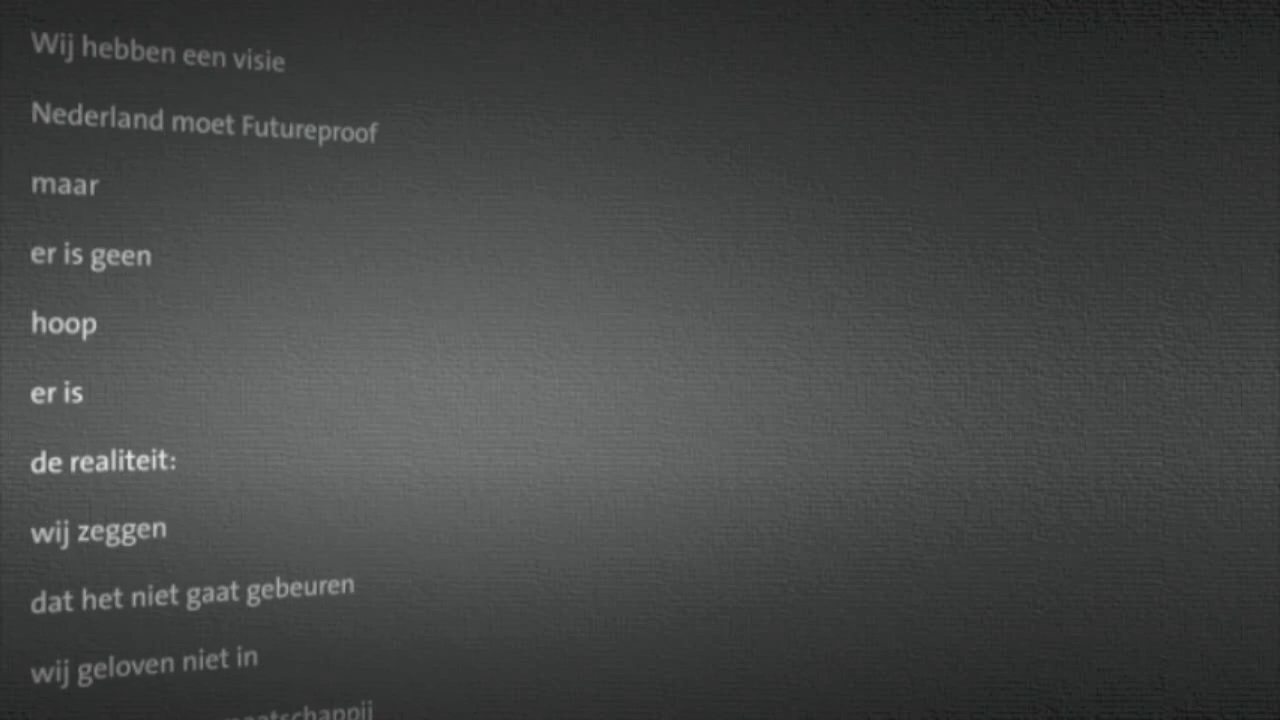 Wij hebben een visie
Nederland moet Futureproof
maar
er is geen
hoop
er is
de realiteit:
wij zeggen
dat het niet gaat gebeuren
wij geloven niet in